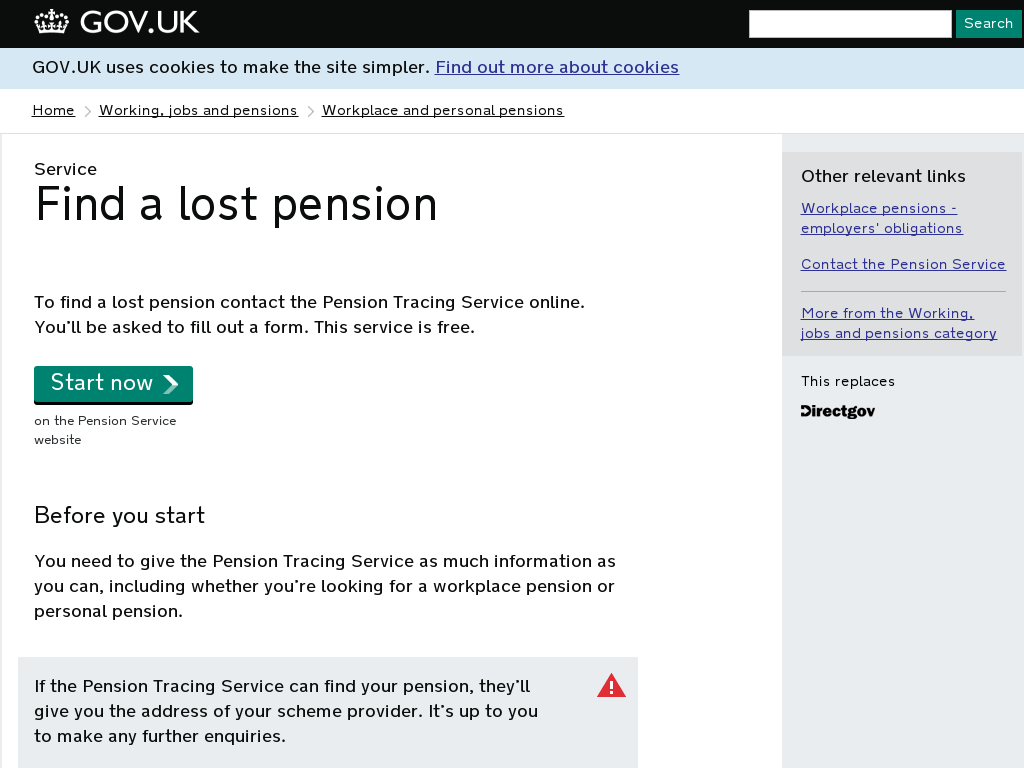 GOV.UK
Search
GOV.UK uses cookies to make the site simpler. Find out more about cookies
Home
Working, jobs and pensions
Workplace and personal pensions
Service
Find a lost pension
To find a lost pension contact the Pension Tracing Service online.
You'll be asked to fill out a form. This service is free.
Start now
on the Pension Service
website
Before you start
You need to give the Pension Tracing Service as much information as
you can, including whether you're looking for a workplace pension or
personal pension.
If the Pension Tracing Service can find your pension, they'll
give you the address of your scheme provider. It's up to you
to make any further enquiries.
Other relevant links
Workplace pensions -
employers' obligations
Contact the Pension Service
More from the Working,
jobs and pensions category
This replaces
Directgov